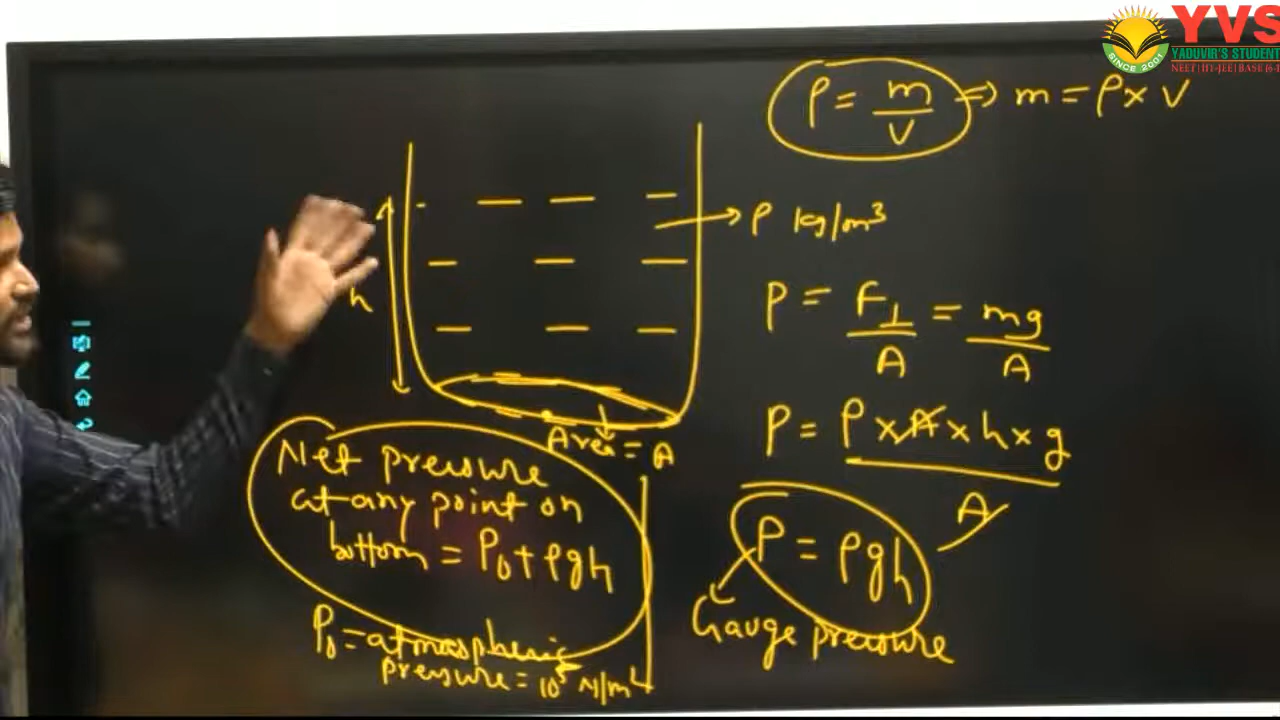 YVS
YADUVIR'S STUDENT
NEET | IIT-JEE | BASE (6-1
SINCE 2001
ρ = m/V ⇒ m = ρ × V
ρ kg/m³
h
P = F⊥/A = mg/A
Area = A
P = ρ × A × h × g / A
Net pressure
at any point on
bottom = P₀ + ρgh
P = ρgh
Gauge pressure
P₀ = atmospheric
pressure = 10⁵ N/m²